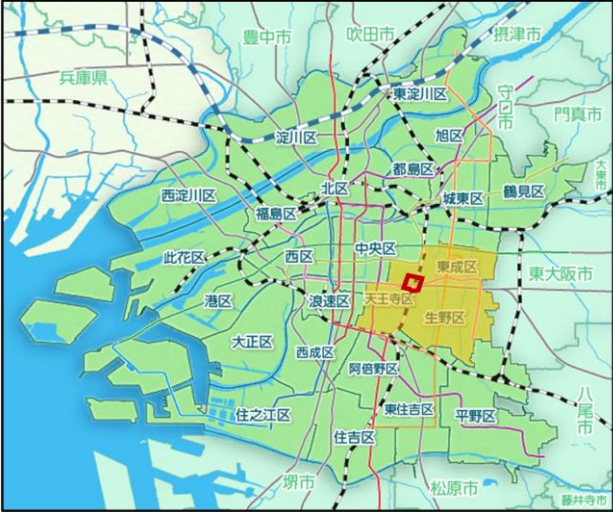 豊中市
吹田市
摂津市
兵庫県
東淀川区
守口市
門真市
淀川区
旭区
大東市
都島区
北区
城東区
鶴見区
西淀川区
福島区
中央区
此花区
西区
東成区
東大阪市
港区
浪速区
天王寺区
生野区
大正区
西成区
阿倍野区
八尾市
住之江区
東住吉区
平野区
住吉区
堺市
松原市
藤井寺市